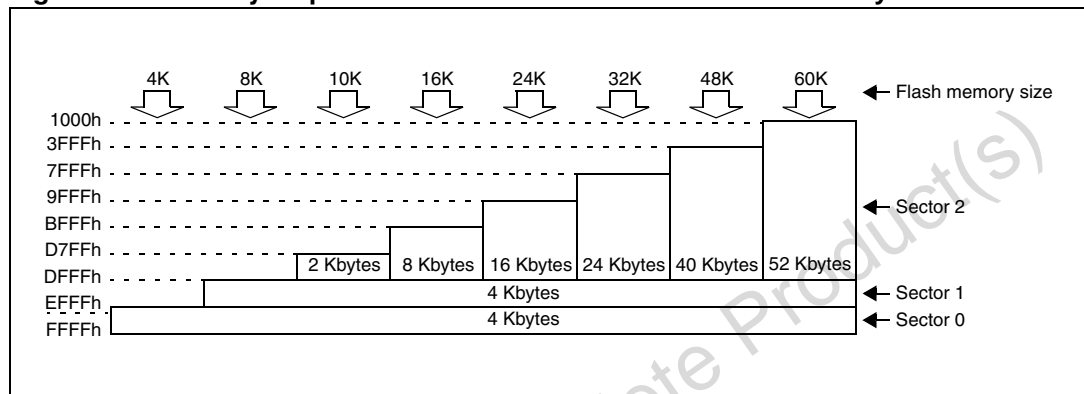 4K 8K 10K 16K 24K 32K 48K 60K
Flash memory size
1000h
3FFFh
7FFFh
9FFFh
BFFFh
D7FFh
DFFFh
EFFFh
FFFFh
Sector 2
2 Kbytes 8 Kbytes 16 Kbytes 24 Kbytes 40 Kbytes 52 Kbytes
4 Kbytes
Sector 1
4 Kbytes
Sector 0
ete Product(s)